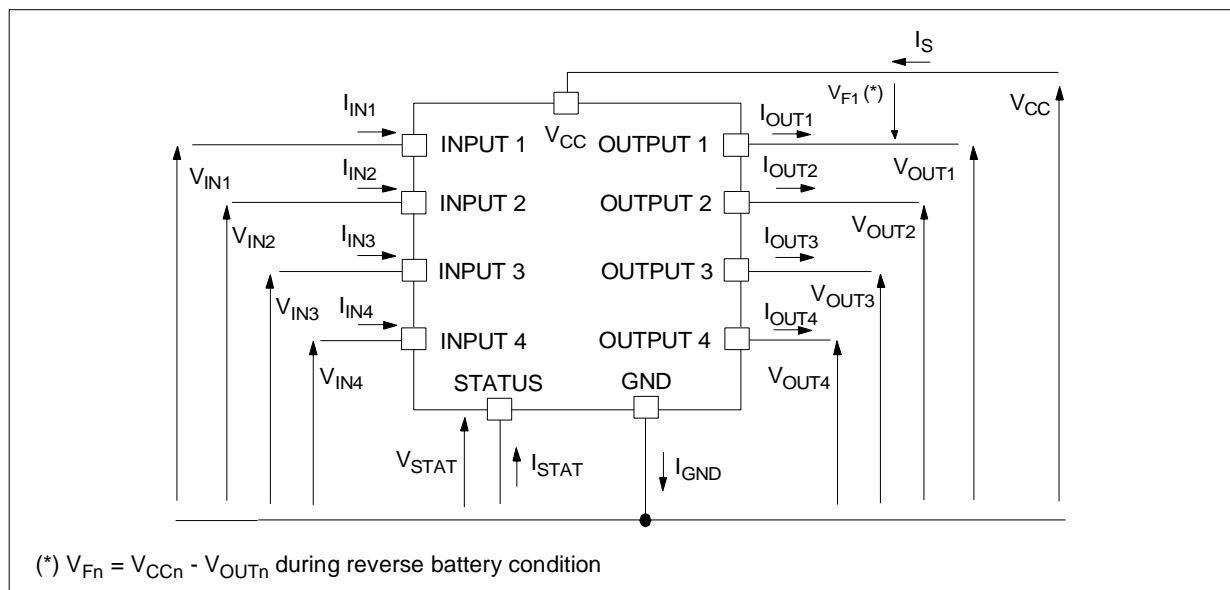 I_S
I_IN1
V_F1 (*)
V_CC
I_OUT1
V_CC
INPUT 1
OUTPUT 1
V_IN1
I_IN2
I_OUT2
V_OUT1
INPUT 2
OUTPUT 2
V_IN2
I_IN3
I_OUT3
V_OUT2
INPUT 3
OUTPUT 3
V_IN3
I_IN4
I_OUT4
V_OUT3
INPUT 4
OUTPUT 4
V_IN4
V_OUT4
STATUS
GND
V_STAT
I_STAT
I_GND
(*) V_Fn = V_CCn - V_OUTn during reverse battery condition